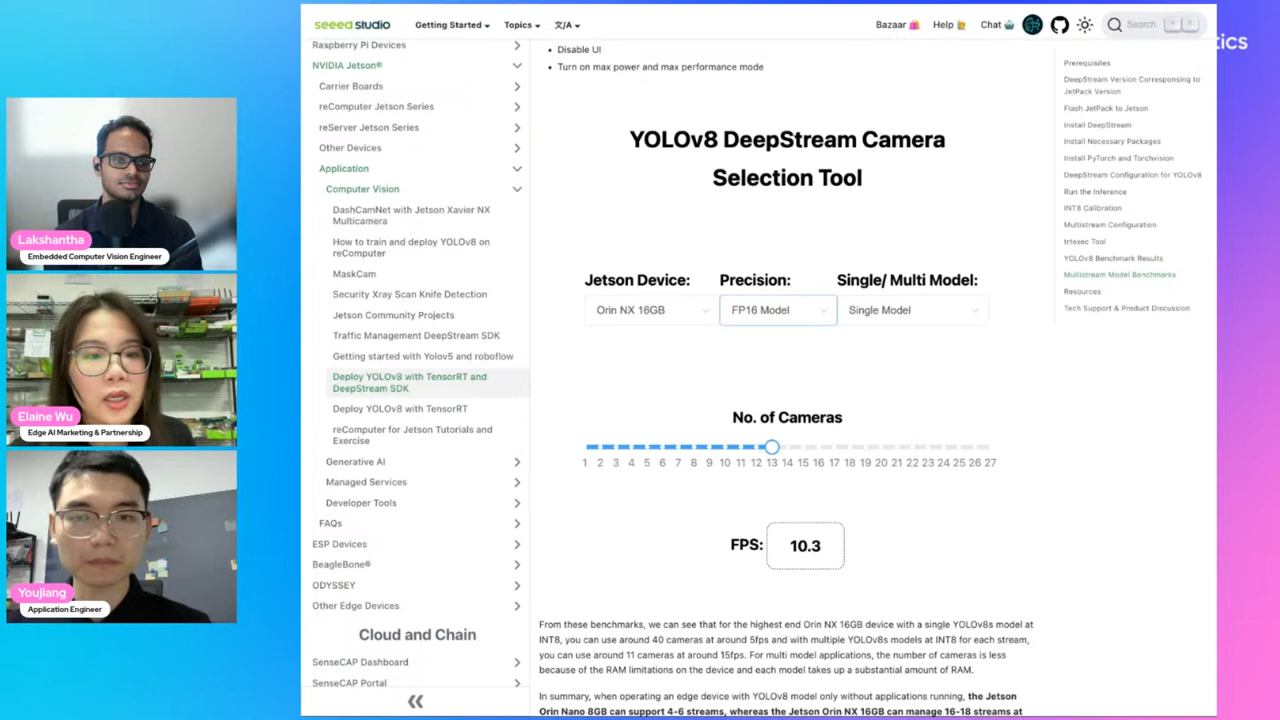 seeed studio
Getting Started
Topics
文/A
Bazaar
Help
Chat
Search
tics
Raspberry Pi Devices
NVIDIA Jetson®
Carrier Boards
reComputer Jetson Series
reServer Jetson Series
Other Devices
Application
Computer Vision
DashCamNet with Jetson Xavier NX
Multicamera
How to train and deploy YOLOv8 on
reComputer
MaskCam
Security Xray Scan Knife Detection
Jetson Community Projects
Traffic Management DeepStream SDK
Getting started with Yolov5 and roboflow
Deploy YOLOv8 with TensorRT and
DeepStream SDK
Deploy YOLOv8 with TensorRT
reComputer for Jetson Tutorials and
Exercise
Generative AI
Managed Services
Developer Tools
FAQs
ESP Devices
BeagleBone®
ODYSSEY
Other Edge Devices
Cloud and Chain
SenseCAP Dashboard
SenseCAP Portal
Disable UI
Turn on max power and max performance mode
YOLOv8 DeepStream Camera
Selection Tool
Jetson Device: Precision: Single/ Multi Model:
Orin NX 16GB FP16 Model Single Model
No. of Cameras
1 2 3 4 5 6 7 8 9 10 11 12 13 14 15 16 17 18 19 20 21 22 23 24 25 26 27
FPS: 10.3
From these benchmarks, we can see that for the highest end Orin NX 16GB device with a single YOLOv8s model at
INT8, you can use around 40 cameras at around 5fps and with multiple YOLOv8s models at INT8 for each stream,
you can use around 11 cameras at around 15fps. For multi model applications, the number of cameras is less
because of the RAM limitations on the device and each model takes up a substantial amount of RAM.
In summary, when operating an edge device with YOLOv8 model only without applications running, the Jetson
Orin Nano 8GB can support 4-6 streams, whereas the Jetson Orin NX 16GB can manage 16-18 streams at
Prerequisites
DeepStream Version Corresponsing to
JetPack Version
Flash JetPack to Jetson
Install DeepStream
Install Necessary Packages
Install PyTorch and Torchvision
DeepStream Configuration for YOLOv8
Run the Inference
INT8 Calibration
Multistream Configuration
trtexec Tool
YOLOv8 Benchmark Results
Multistream Model Benchmarks
Resources
Tech Support & Product Discussion
Lakshantha
Embedded Computer Vision Engineer
Elaine Wu
Edge AI Marketing & Partnership
Youjiang
Application Engineer